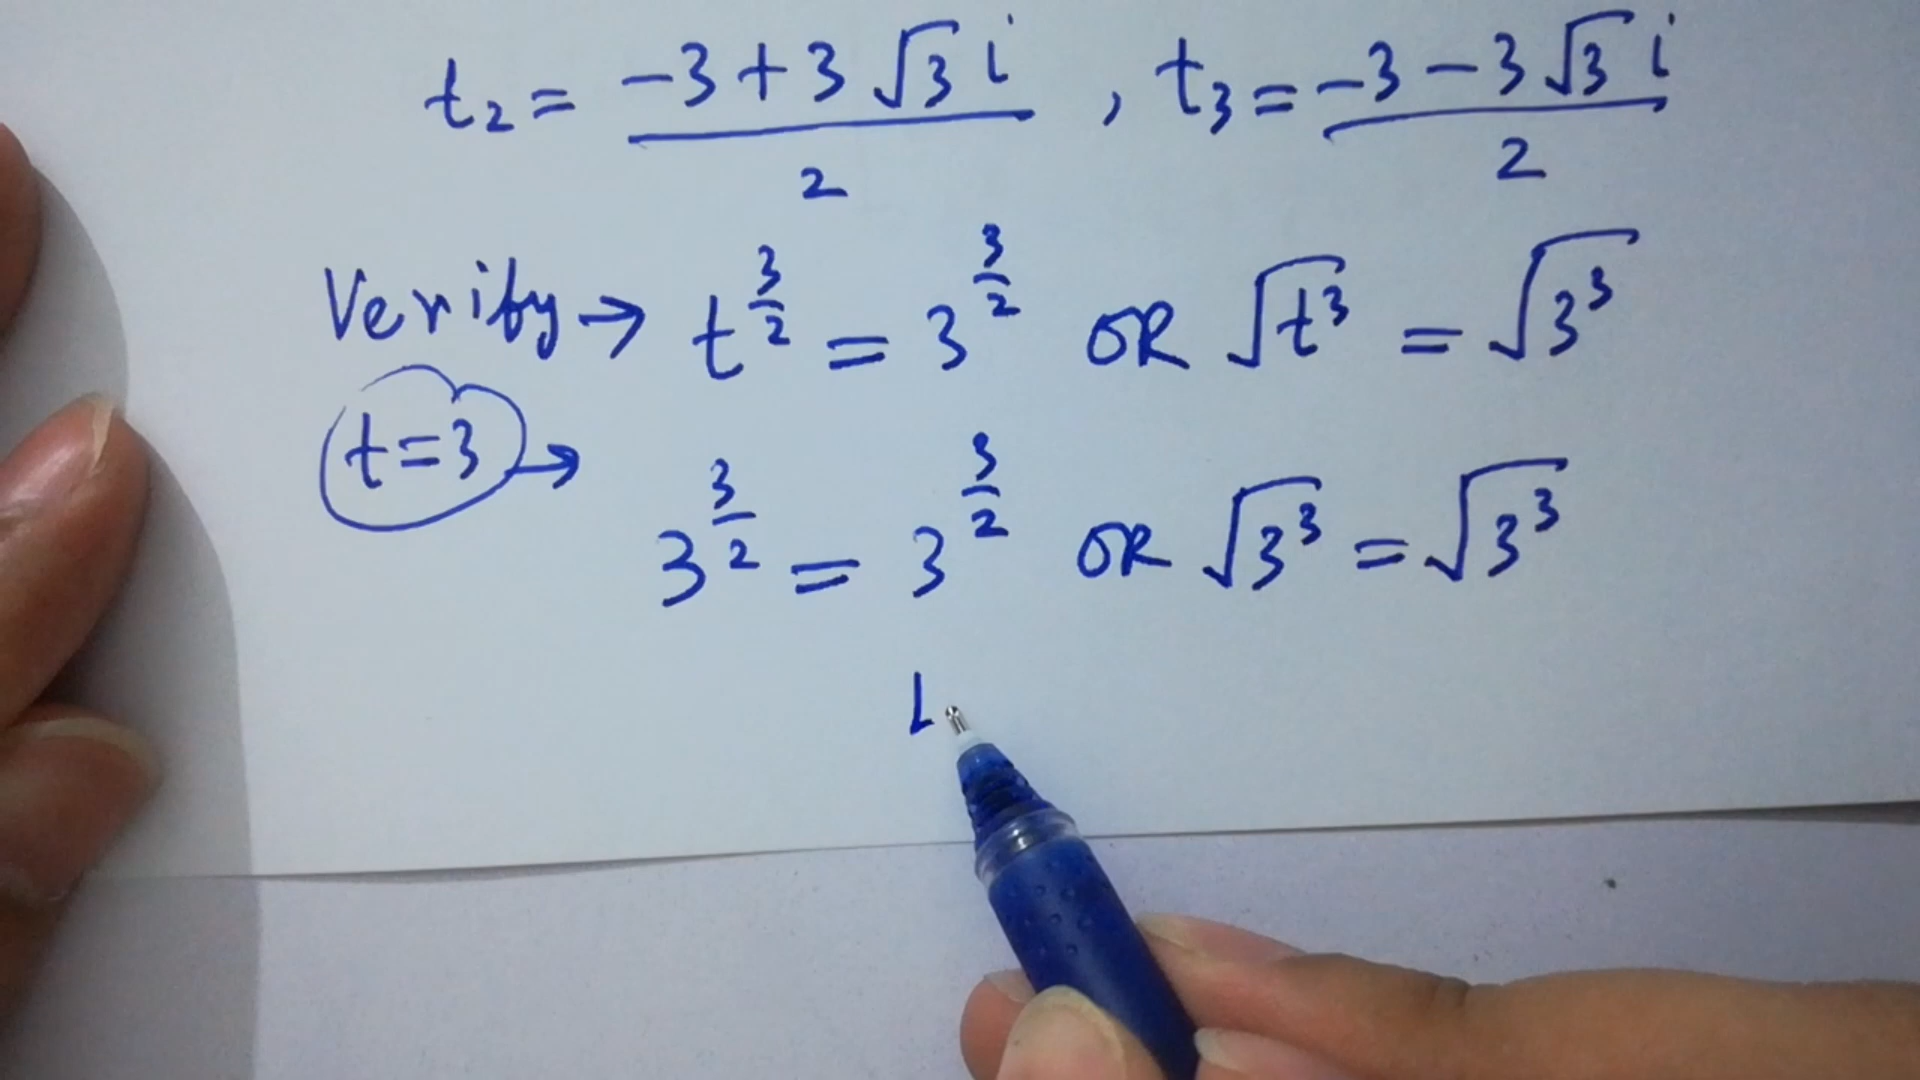 t₂ = (-3 + 3√3 i)/2 , t₃ = (-3 - 3√3 i)/2
Verify → t^(3/2) = 3^(3/2) OR √t³ = √3³
t = 3 →
3^(3/2) = 3^(3/2) OR √3³ = √3³
L